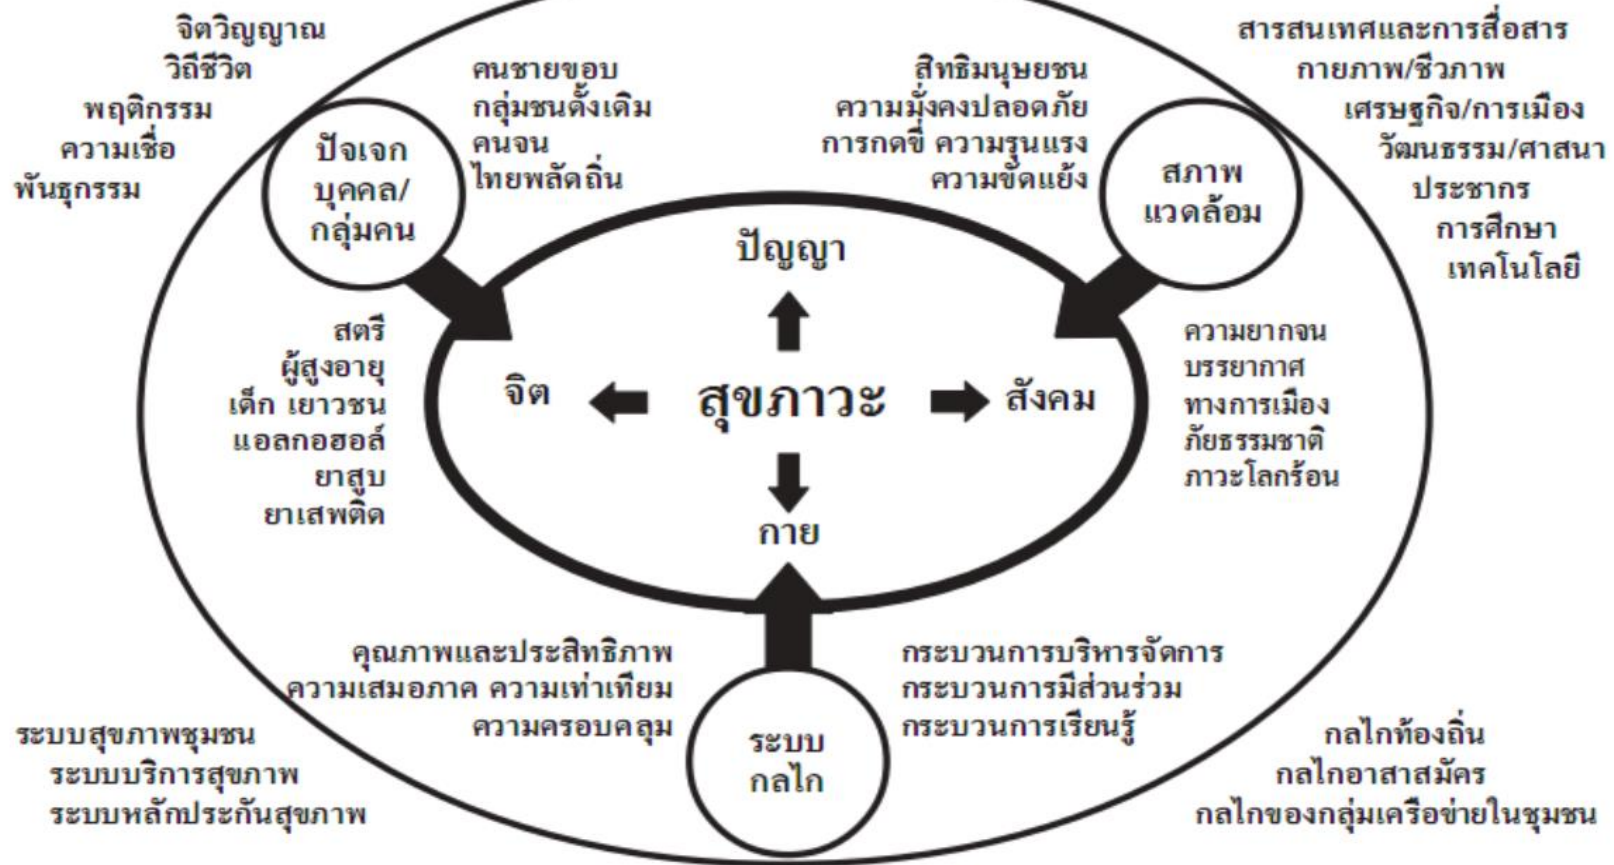 จิตวิญญาณ
วิถีชีวิต
พฤติกรรม
ความเชื่อ
พันธุกรรม
ปัจเจก
บุคคล/
กลุ่มคน
คนชายขอบ
กลุ่มชนดั้งเดิม
คนจน
ไทยพลัดถิ่น
สิทธิมนุษยชน
ความมั่งคงปลอดภัย
การกดขี่ ความรุนแรง
ความขัดแย้ง
สภาพ
แวดล้อม
สารสนเทศและการสื่อสาร
กายภาพ/ชีวภาพ
เศรษฐกิจ/การเมือง
วัฒนธรรม/ศาสนา
ประชากร
การศึกษา
เทคโนโลยี
สตรี
ผู้สูงอายุ
เด็ก เยาวชน
แอลกอฮอล์
ยาสูบ
ยาเสพติด
ปัญญา
จิต
สุขภาวะ
สังคม
กาย
ความยากจน
บรรยากาศ
ทางการเมือง
ภัยธรรมชาติ
ภาวะโลกร้อน
คุณภาพและประสิทธิภาพ
ความเสมอภาค ความเท่าเทียม
ความครอบคลุม
ระบบ
กลไก
กระบวนการบริหารจัดการ
กระบวนการมีส่วนร่วม
กระบวนการเรียนรู้
ระบบสุขภาพชุมชน
ระบบบริการสุขภาพ
ระบบหลักประกันสุขภาพ
กลไกท้องถิ่น
กลไกอาสาสมัคร
กลไกของกลุ่มเครือข่ายในชุมชน